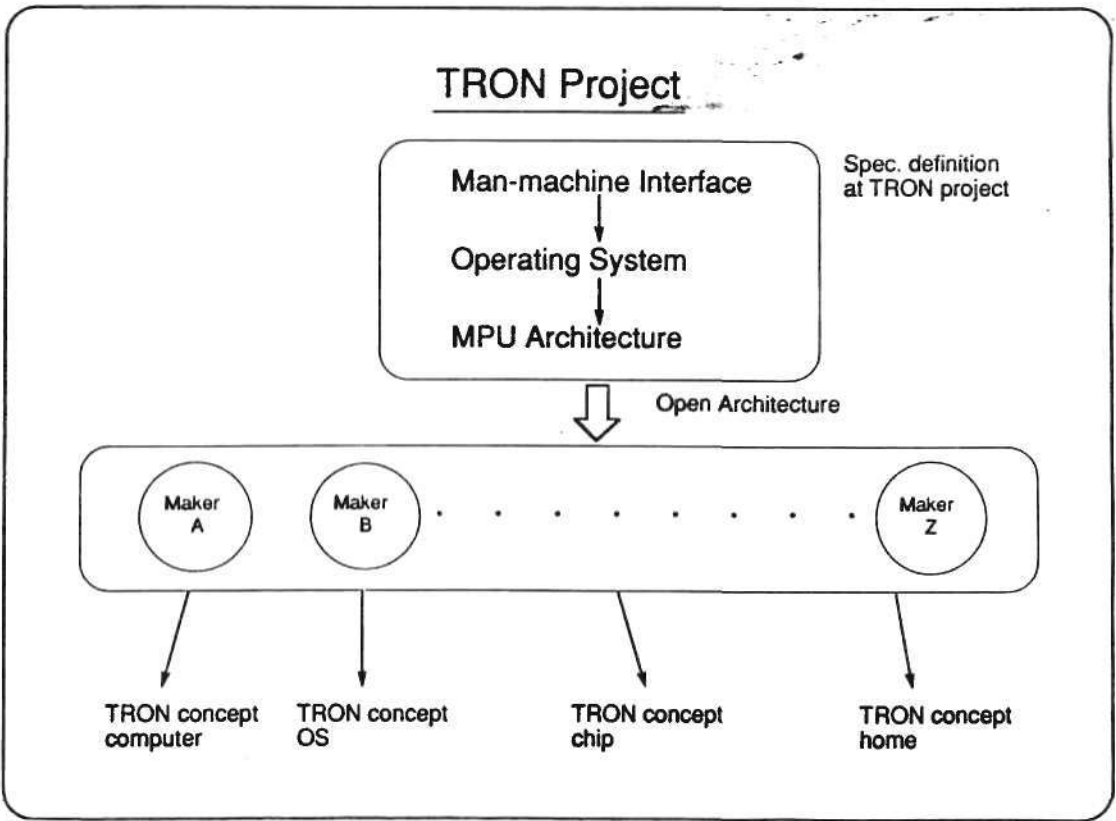 TRON Project
Man-machine Interface
Spec. definition
at TRON project
Operating System
MPU Architecture
Open Architecture
Maker
A
Maker
B
Maker
Z
TRON concept
computer
TRON concept
OS
TRON concept
chip
TRON concept
home